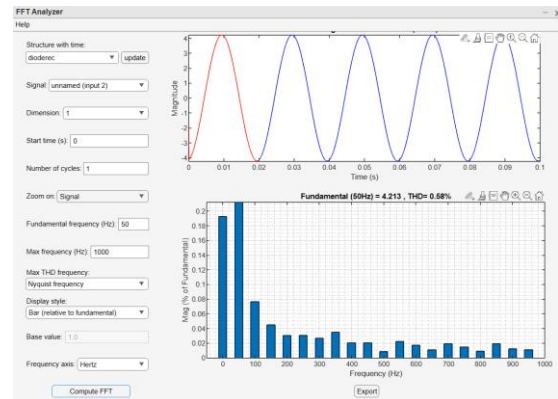 FFT Analyzer
Help
Structure with time:
dioderec
update
Signal: unnamed (input 2)
Dimension: 1
Start time (s): 0
Number of cycles: 1
Zoom on: Signal
Fundamental frequency (Hz): 50
Max frequency (Hz): 1000
Max THD frequency:
Nyquist frequency
Display style:
Bar (relative to fundamental)
Base value: 1.0
Frequency axis: Hertz
Compute FFT
Magnitude
4
3
2
1
0
-1
-2
-3
-4
0 0.01 0.02 0.03 0.04 0.05 0.06 0.07 0.08 0.09 0.1
Time (s)
Fundamental (50Hz) = 4.213 , THD= 0.58%
Mag (% of Fundamental)
0.2
0.18
0.16
0.14
0.12
0.1
0.08
0.06
0.04
0.02
0
0 100 200 300 400 500 600 700 800 900 1000
Frequency (Hz)
Export